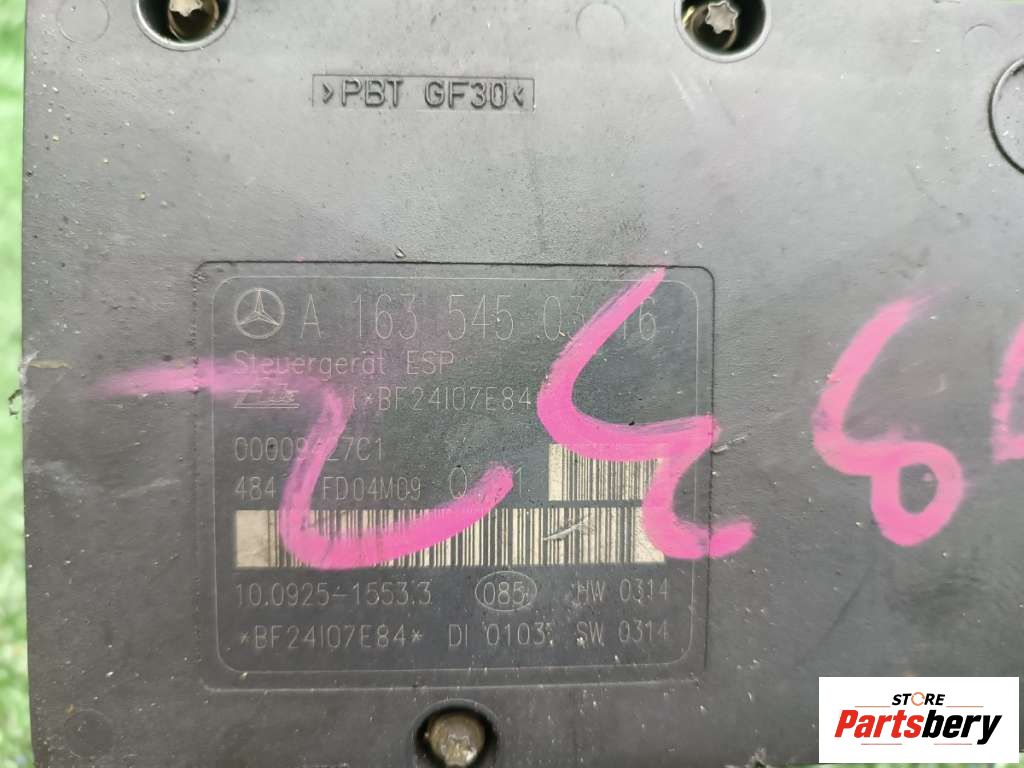 >PBT GF30<
A 163 545 03 16
Steuergerät ESP
*BF24I07E84
484 FD04M09
10.0925-1553.3 085 HW 0314
*BF24I07E84* DI 0103 SW 0314
STORE
Partsbery